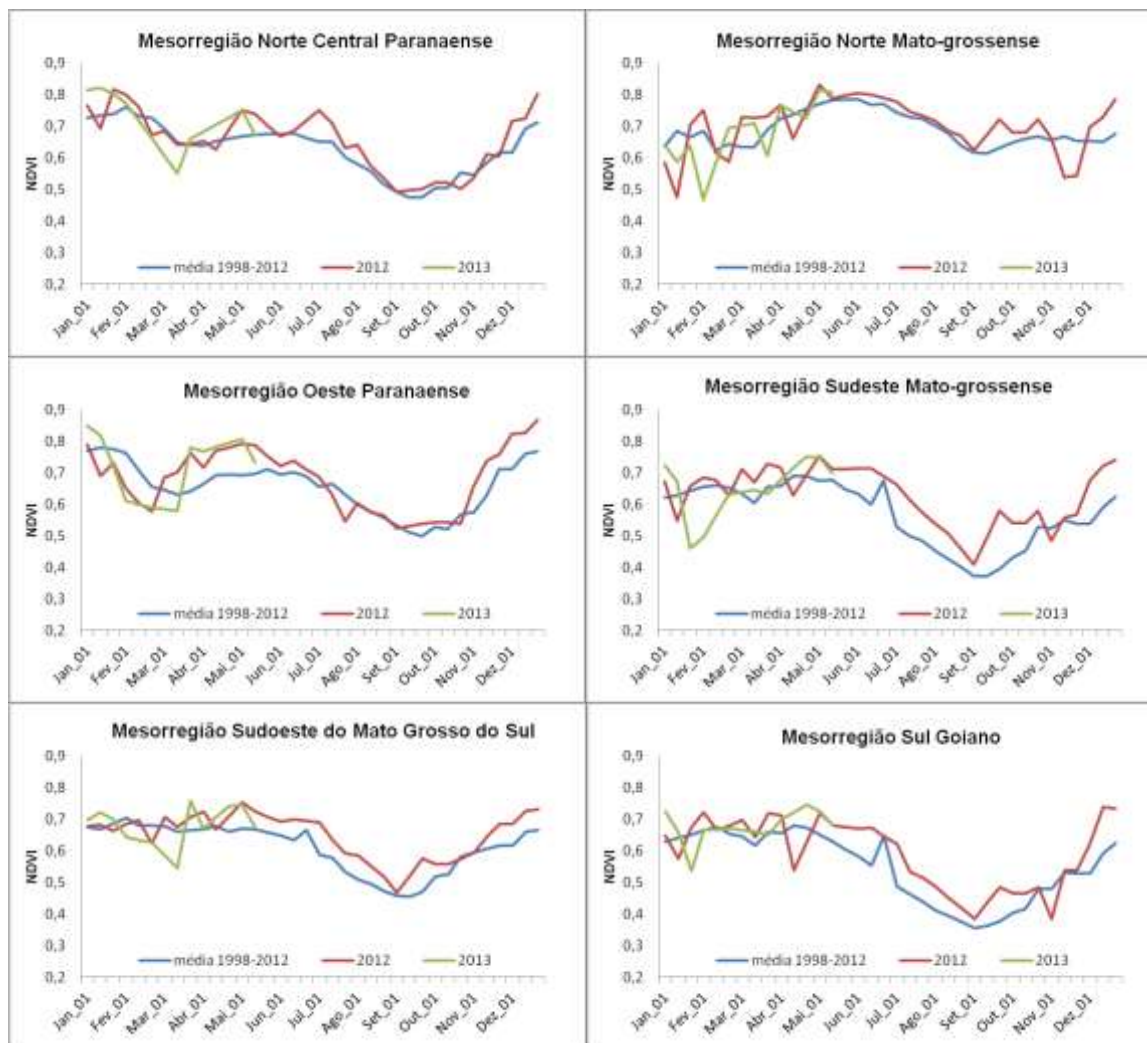 Mesorregião Norte Central Paranaense
0,9
0,8
0,7
0,6
0,5
0,4
0,3
0,2
NDVI
média 1998-2012 2012 2013
Jan_01 Fev_01 Mar_01 Abr_01 Mai_01 Jun_01 Jul_01 Ago_01 Set_01 Out_01 Nov_01 Dez_01
Mesorregião Norte Mato-grossense
0,9
0,8
0,7
0,6
0,5
0,4
0,3
0,2
NDVI
média 1998-2012 2012 2013
Jan_01 Fev_01 Mar_01 Abr_01 Mai_01 Jun_01 Jul_01 Ago_01 Set_01 Out_01 Nov_01 Dez_01
Mesorregião Oeste Paranaense
0,9
0,8
0,7
0,6
0,5
0,4
0,3
0,2
NDVI
média 1998-2012 2012 2013
Jan_01 Fev_01 Mar_01 Abr_01 Mai_01 Jun_01 Jul_01 Ago_01 Set_01 Out_01 Nov_01 Dez_01
Mesorregião Sudeste Mato-grossense
0,9
0,8
0,7
0,6
0,5
0,4
0,3
0,2
NDVI
média 1998-2012 2012 2013
Jan_01 Fev_01 Mar_01 Abr_01 Mai_01 Jun_01 Jul_01 Ago_01 Set_01 Out_01 Nov_01 Dez_01
Mesorregião Sudoeste do Mato Grosso do Sul
0,9
0,8
0,7
0,6
0,5
0,4
0,3
0,2
NDVI
média 1998-2012 2012 2013
Jan_01 Fev_01 Mar_01 Abr_01 Mai_01 Jun_01 Jul_01 Ago_01 Set_01 Out_01 Nov_01 Dez_01
Mesorregião Sul Goiano
0,9
0,8
0,7
0,6
0,5
0,4
0,3
0,2
NDVI
média 1998-2012 2012 2013
Jan_01 Fev_01 Mar_01 Abr_01 Mai_01 Jun_01 Jul_01 Ago_01 Set_01 Out_01 Nov_01 Dez_01